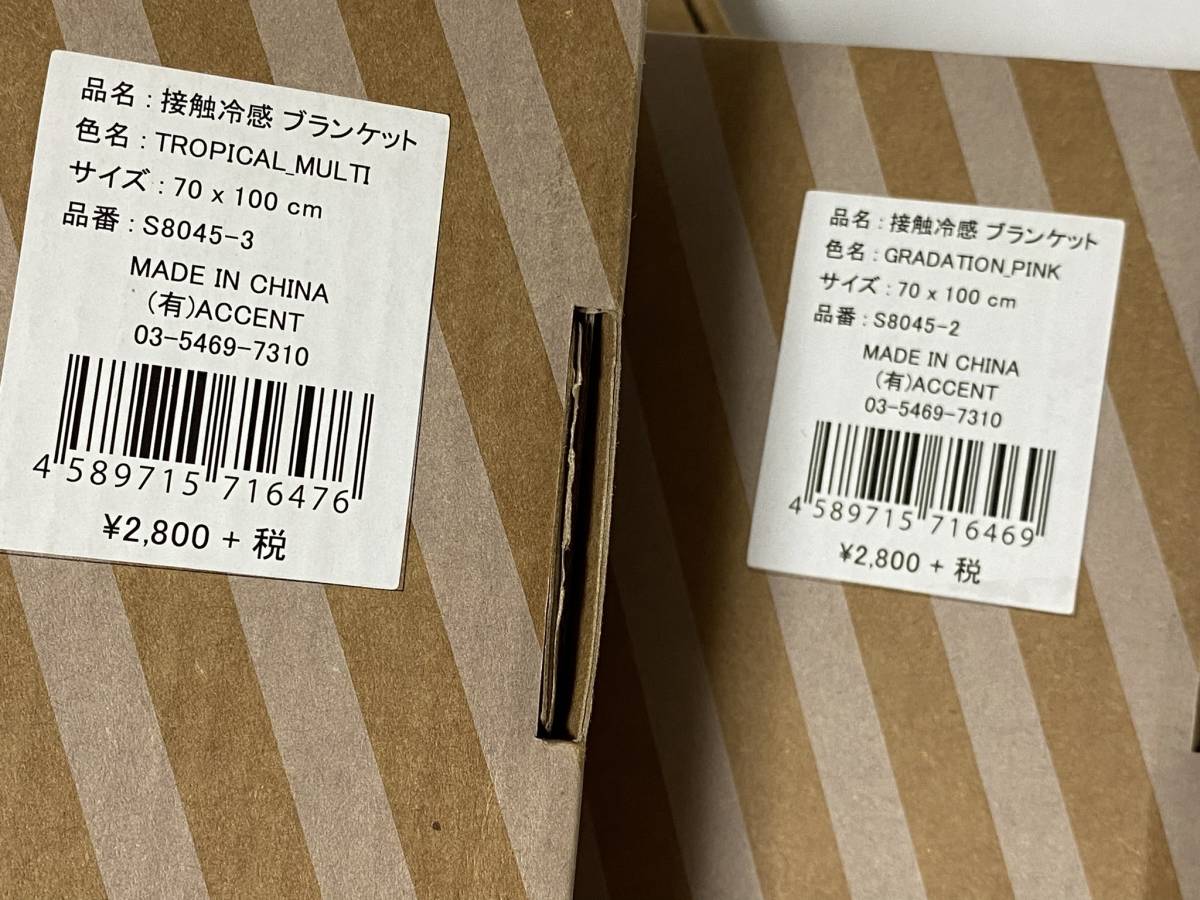 品名 : 接触冷感 ブランケット
色名 : TROPICAL_MULTI
サイズ : 70 x 100 cm
品番 : S8045-3
MADE IN CHINA
(有)ACCENT
03-5469-7310
4 589715 716476
¥2,800 + 税
品名 : 接触冷感 ブランケット
色名 : GRADATION_PINK
サイズ : 70 x 100 cm
品番 : S8045-2
MADE IN CHINA
(有)ACCENT
03-5469-7310
4 589715 716469
¥2,800 + 税